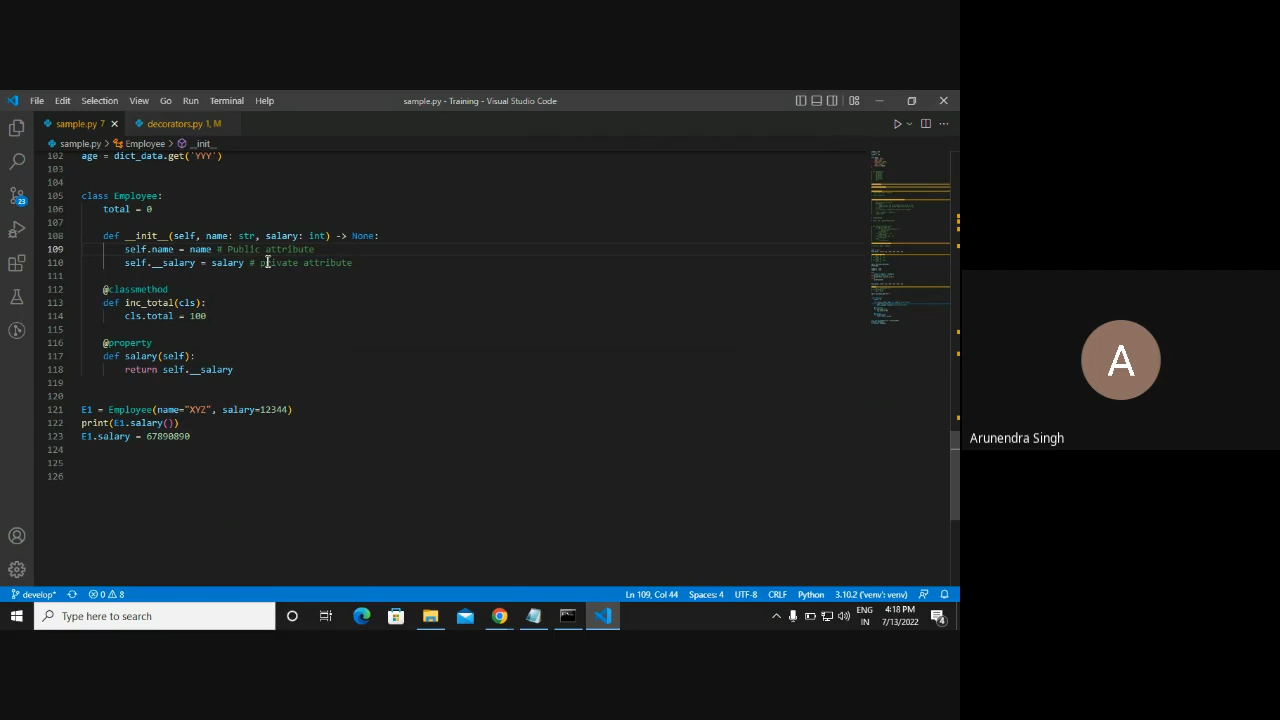 File Edit Selection View Go Run Terminal Help
sample.py - Training - Visual Studio Code
sample.py 7 decorators.py 1, M
sample.py > Employee > __init__
102 age = dict_data.get('YYY')
103
104
105 class Employee:
106 total = 0
107
108 def __init__(self, name: str, salary: int) -> None:
109 self.name = name # Public attribute
110 self.__salary = salary # private attribute
111
112 @classmethod
113 def inc_total(cls):
114 cls.total = 100
115
116 @property
117 def salary(self):
118 return self.__salary
119
120
121 E1 = Employee(name="XYZ", salary=12344)
122 print(E1.salary())
123 E1.salary = 67890890
124
125
126
23
A
Arunendra Singh
develop* 0 8 Ln 109, Col 44 Spaces: 4 UTF-8 CRLF Python 3.10.2 ('venv': venv)
Type here to search
ENG
IN
4:18 PM
7/13/2022
4